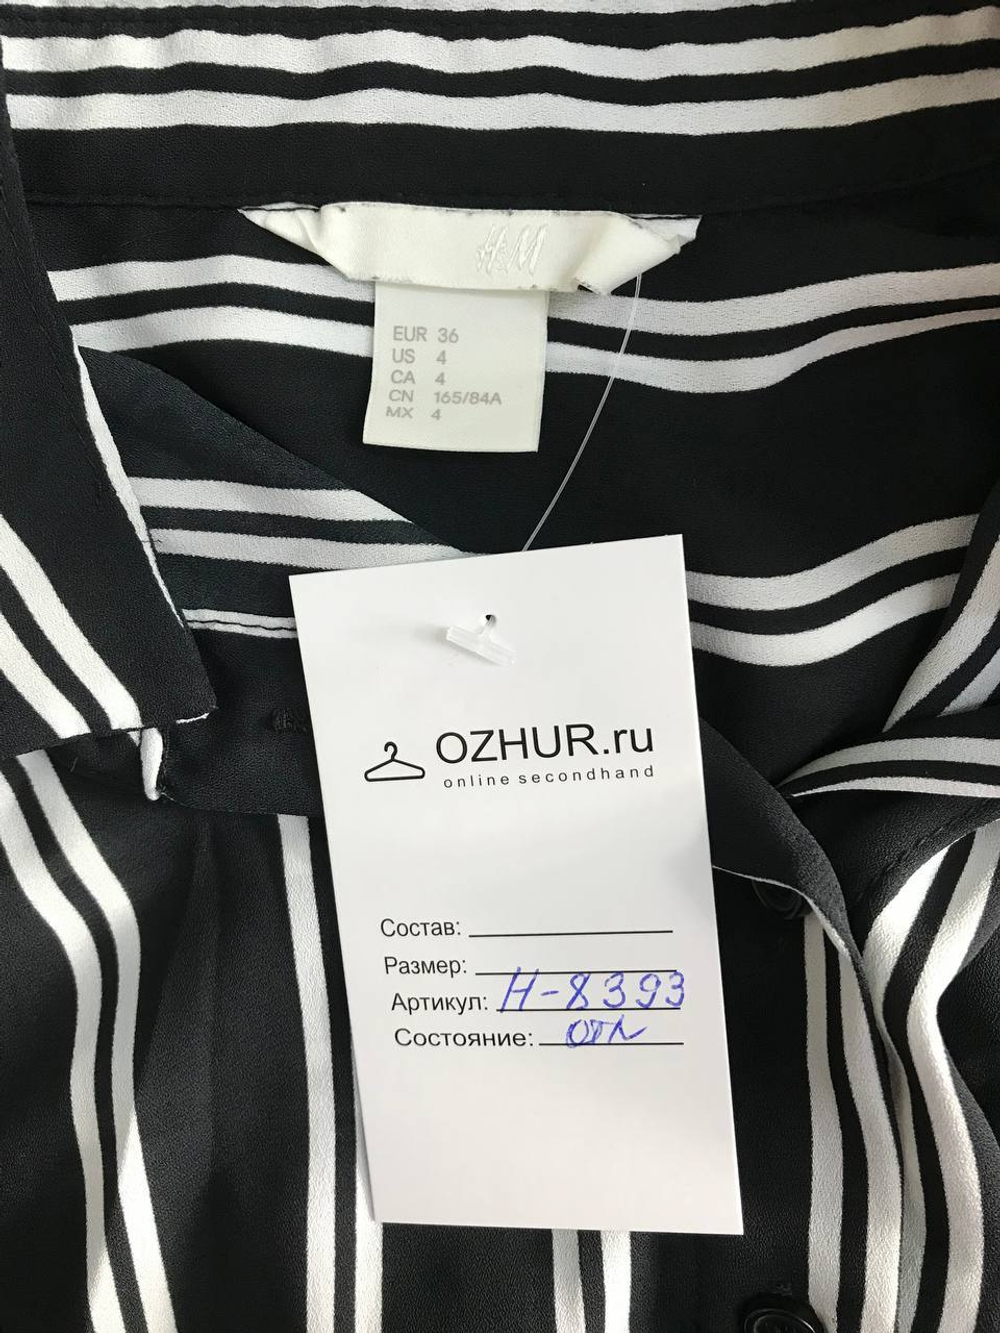 H&M
EUR 36
US 4
CA 4
CN 165/84A
MX 4
OZHUR.ru
online secondhand
Состав:
Размер:
Артикул: H-8393
Состояние: отл